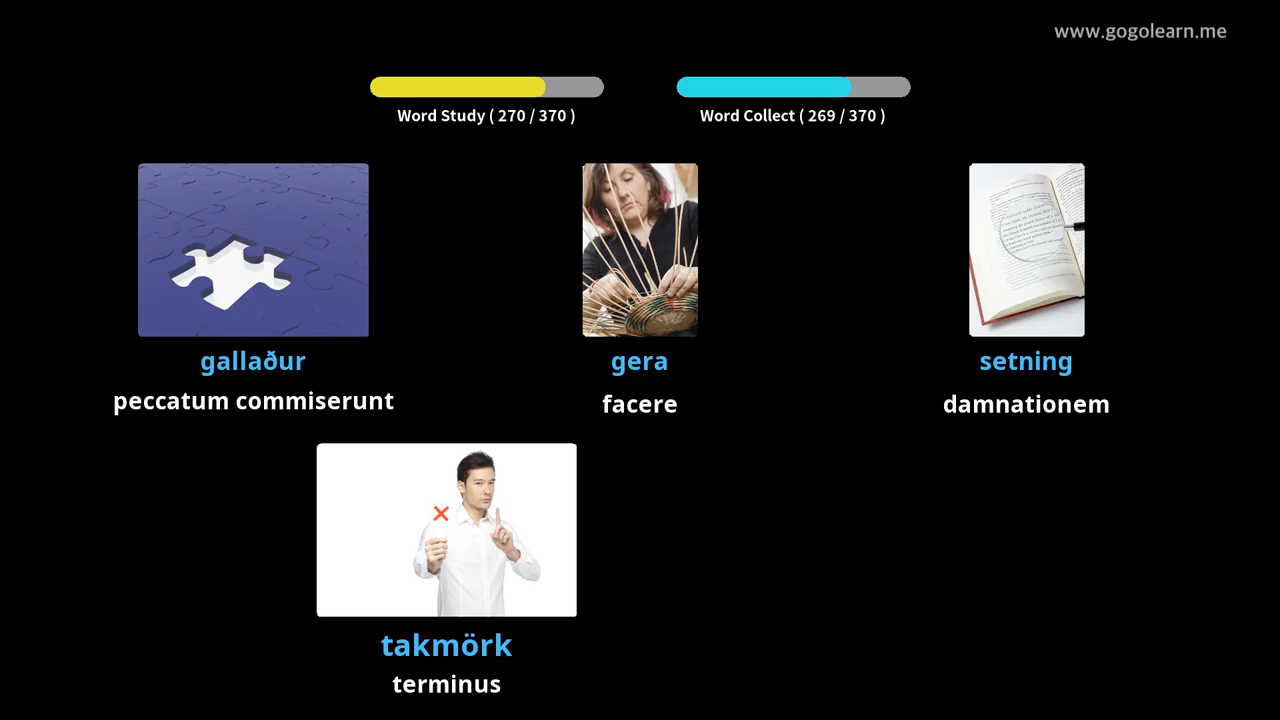 www.gogolearn.me
Word Study ( 270 / 370 )
Word Collect ( 269 / 370 )
gallaður
gera
setning
peccatum commiserunt
facere
damnationem
takmörk
terminus